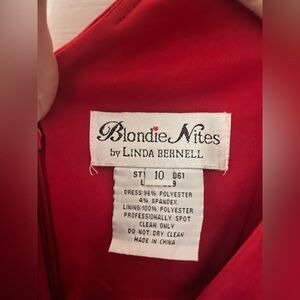 Blondie Nites
by LINDA BERNELL
ST 10 061
9
DRESS:96% POLYESTER
4% SPANDEX
LINING:100% POLYESTER
PROFESSIONALLY SPOT
CLEAN ONLY
DO NOT DRY CLEAN
MADE IN CHINA